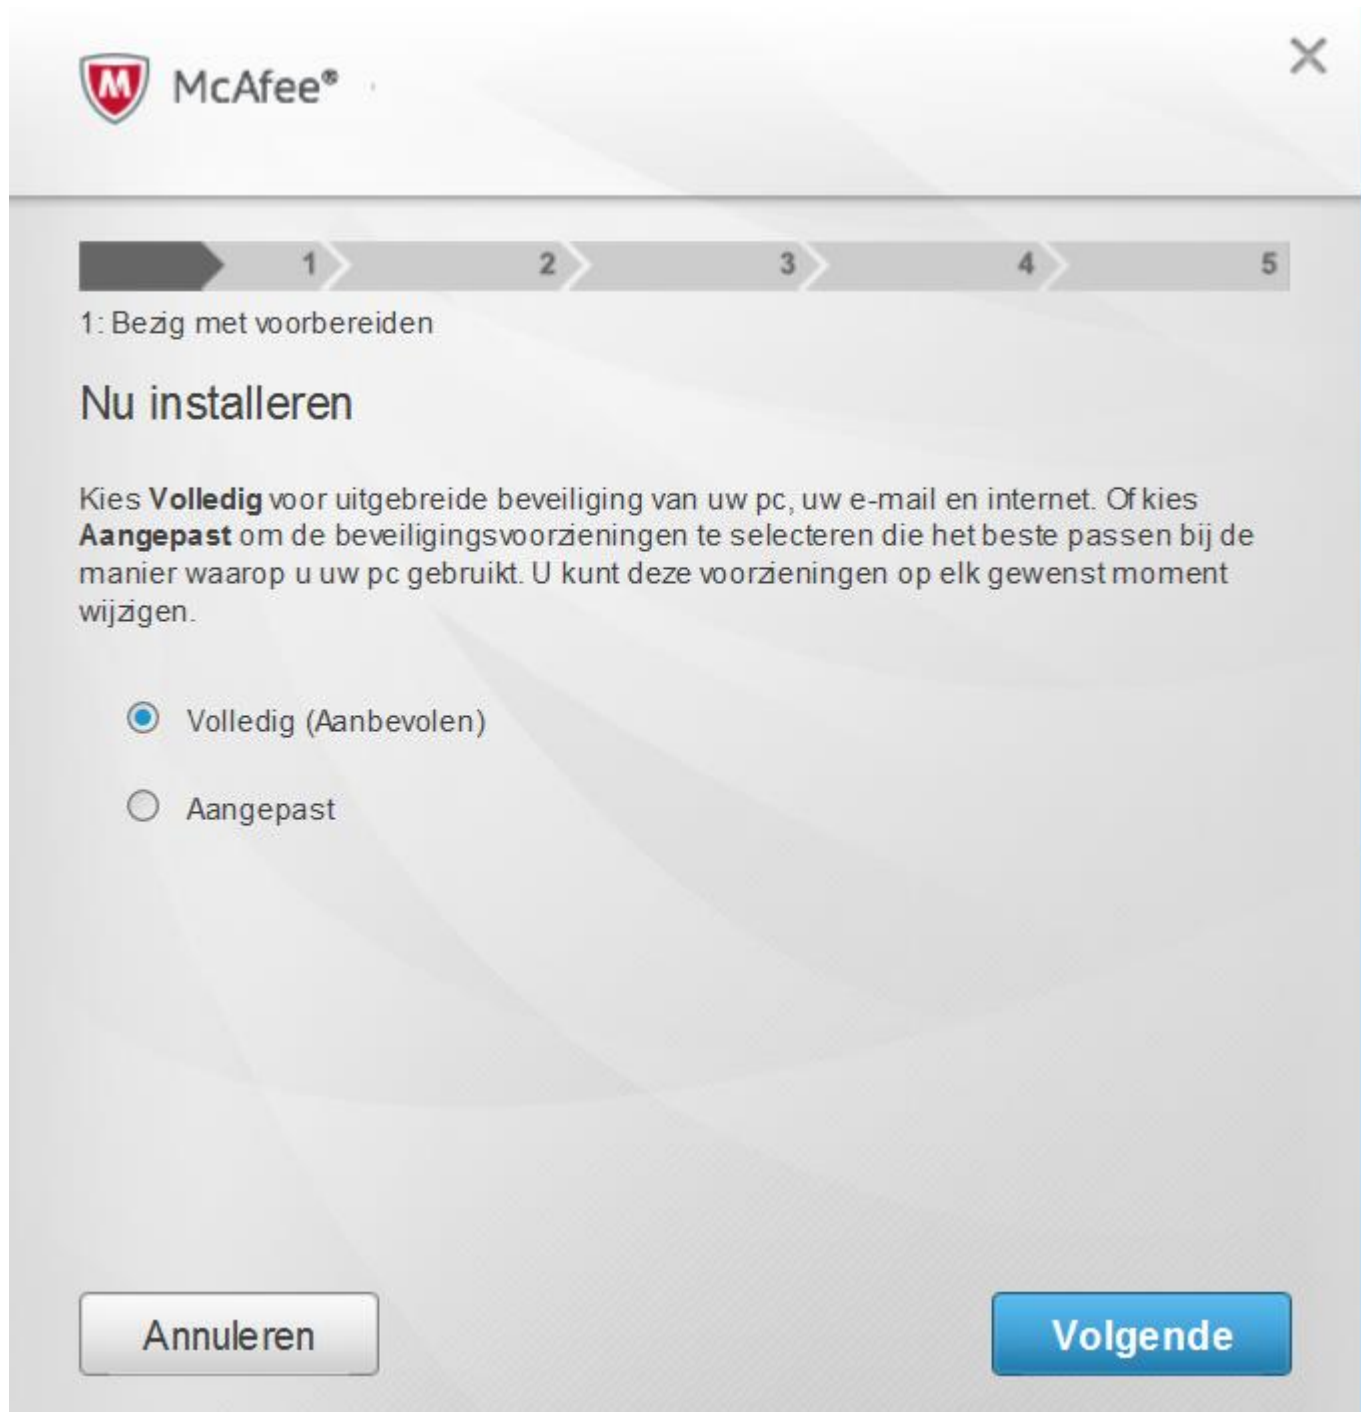 McAfee®
1 2 3 4 5
1: Bezig met voorbereiden
Nu installeren
Kies Volledig voor uitgebreide beveiliging van uw pc, uw e-mail en internet. Of kies
Aangepast om de beveiligingsvoorzieningen te selecteren die het beste passen bij de
manier waarop u uw pc gebruikt. U kunt deze voorzieningen op elk gewenst moment
wijzigen.
Volledig (Aanbevolen)
Aangepast
Annuleren
Volgende